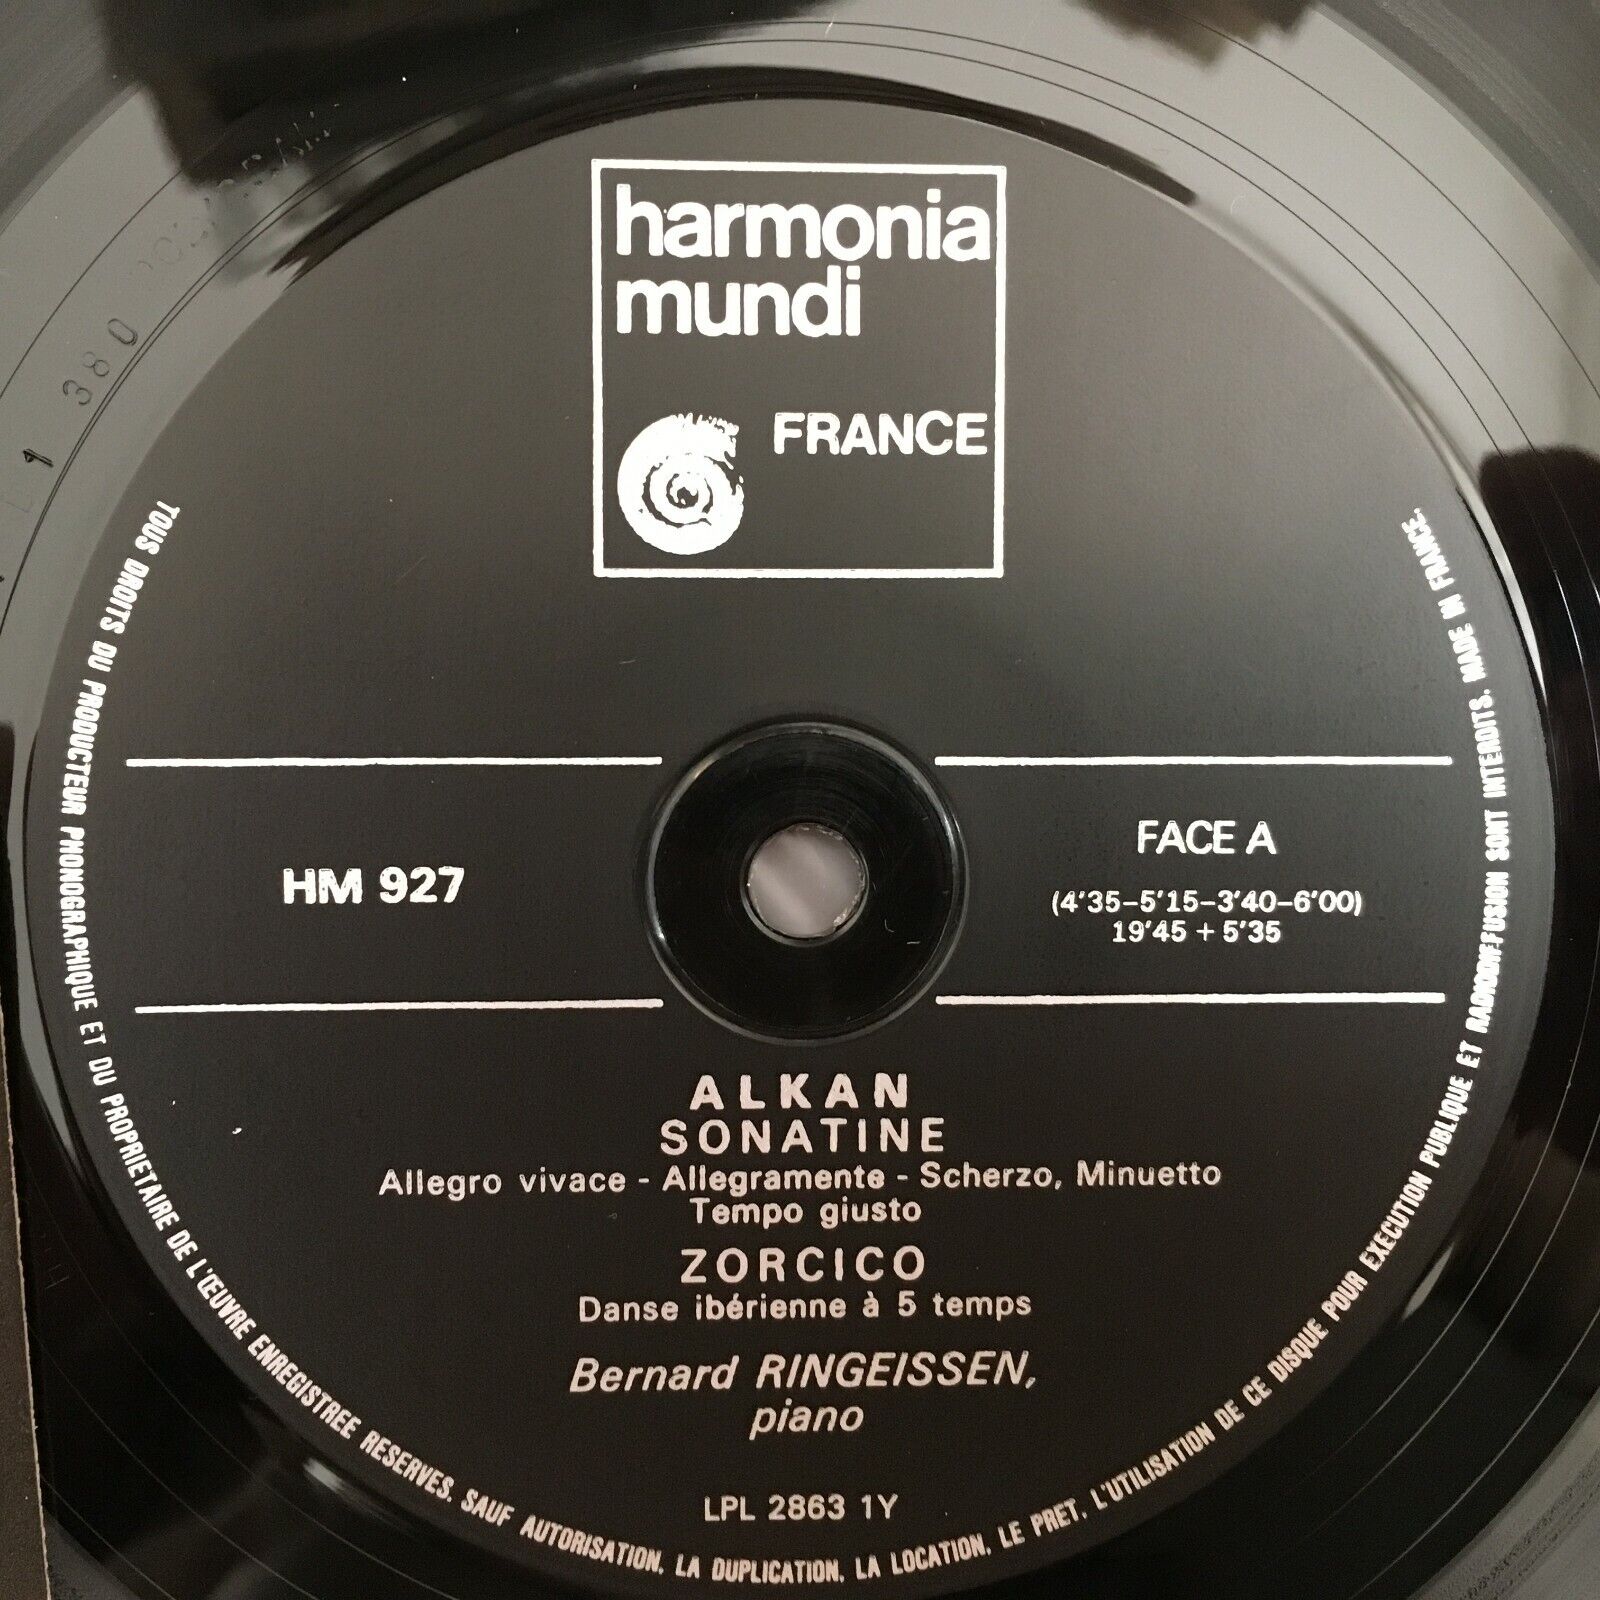 harmonia
mundi
FRANCE
HM 927
FACE A
(4'35–5'15–3'40–6'00)
19'45 + 5'35
ALKAN
SONATINE
Allegro vivace - Allegramente - Scherzo, Minuetto
Tempo giusto
ZORCICO
Danse ibérienne à 5 temps
Bernard RINGEISSEN,
piano
LPL 2863 1Y
TOUS DROITS DU PRODUCTEUR PHONOGRAPHIQUE ET DU PROPRIETAIRE DE L'ŒUVRE ENREGISTREE RESERVES. SAUF AUTORISATION, LA DUPLICATION, LA LOCATION, LE PRET, L'UTILISATION DE CE DISQUE POUR EXECUTION PUBLIQUE ET RADIODIFFUSION SONT INTERDITS. MADE IN FRANCE.
1 380